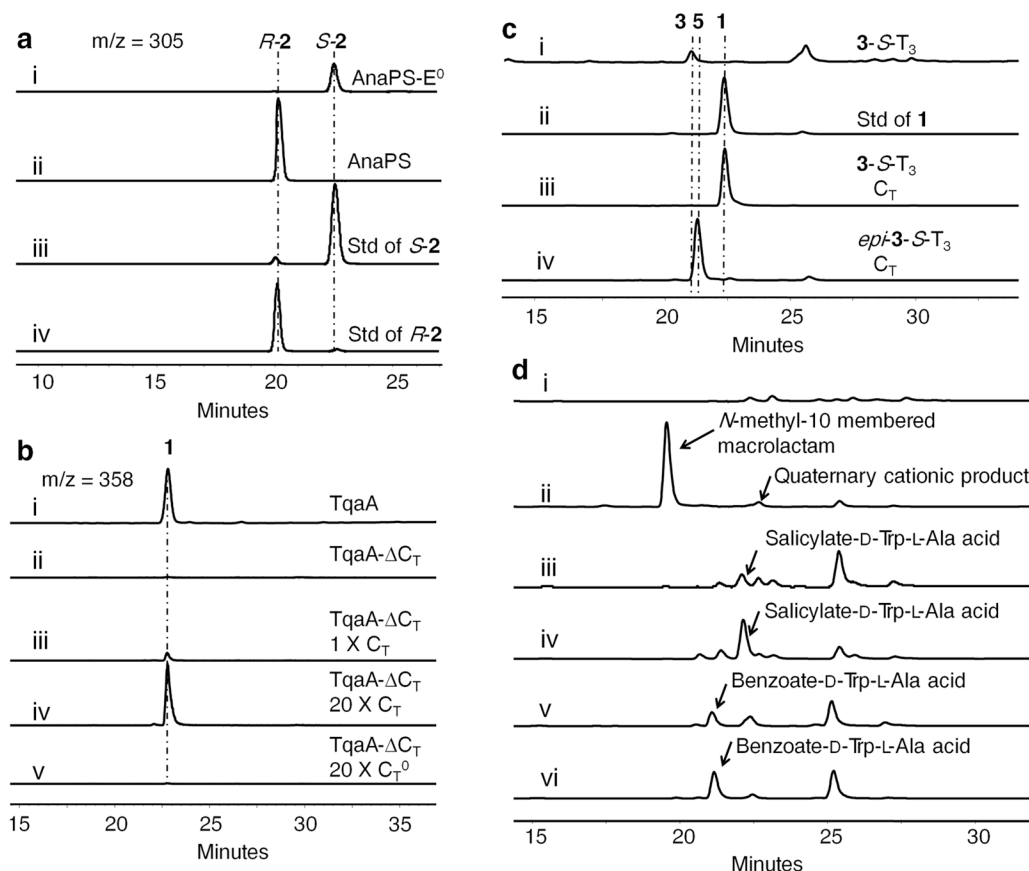 a
m/z = 305
R-2
S-2
i
AnaPS-E⁰
ii
AnaPS
iii
Std of S-2
iv
Std of R-2
10
15
20
25
Minutes
b
m/z = 358
1
i
TqaA
ii
TqaA-ΔC_T
iii
TqaA-ΔC_T
1 X C_T
iv
TqaA-ΔC_T
20 X C_T
v
TqaA-ΔC_T
20 X C_T⁰
15
20
25
30
35
Minutes
c
3
5
1
i
3-S-T₃
ii
Std of 1
iii
3-S-T₃
C_T
iv
epi-3-S-T₃
C_T
15
20
25
30
Minutes
d
i
N-methyl-10 membered
macrolactam
Quaternary cationic product
ii
Salicylate-D-Trp-L-Ala acid
iii
Salicylate-D-Trp-L-Ala acid
iv
Benzoate-D-Trp-L-Ala acid
v
Benzoate-D-Trp-L-Ala acid
vi
15
20
25
30
Minutes